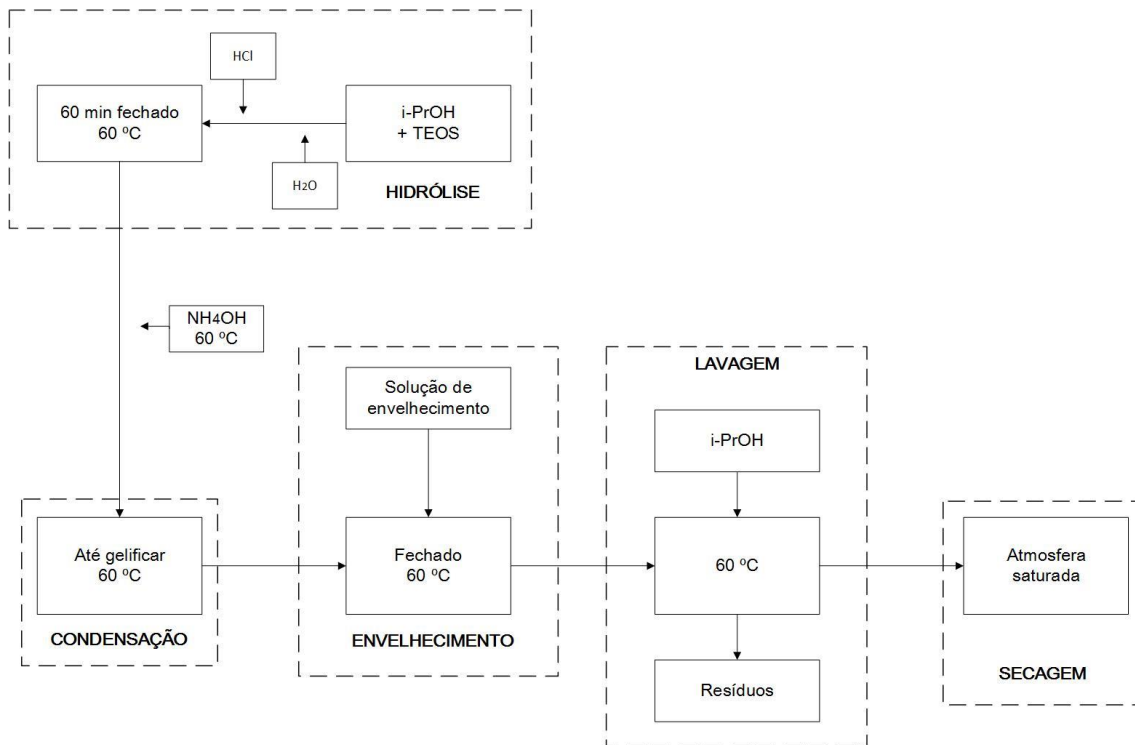 HCl
60 min fechado
60 ºC
i-PrOH
+ TEOS
H2O
HIDRÓLISE
NH4OH
60 ºC
Solução de
envelhecimento
LAVAGEM
i-PrOH
Até gelificar
60 ºC
CONDENSAÇÃO
Fechado
60 ºC
ENVELHECIMENTO
60 ºC
Resíduos
Atmosfera
saturada
SECAGEM